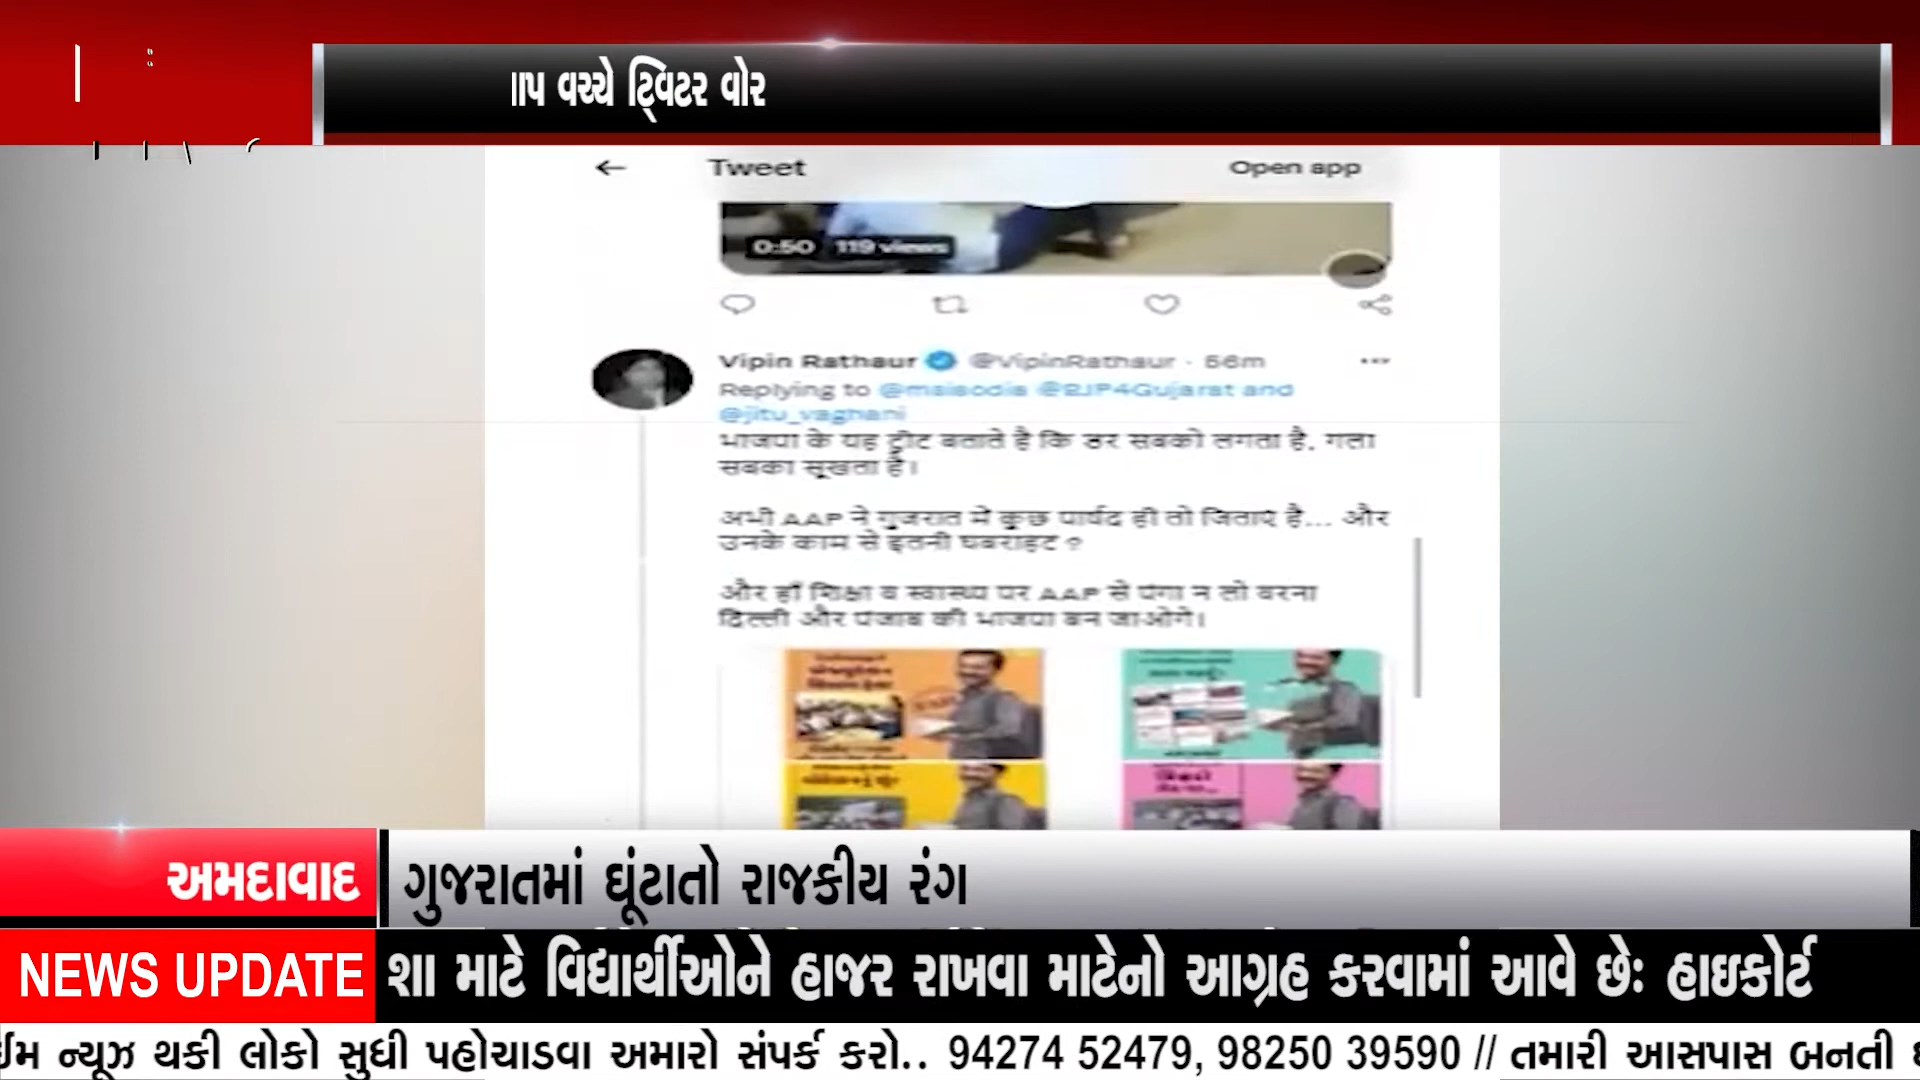 વચ્ચે ટ્વિટર વોર
Tweet
Open app
0:50 119 views
Vipin Rathaur @VipinRathaur · 56m
Replying to @msisodia @BJP4Gujarat and
@jitu_vaghani
भाजपा के यह ट्वीट बताते है कि डर सबको लगता है, गला
सबका सूखता है।
अभी AAP ने गुजरात में कुछ पार्षद ही तो जिताए है... और
उनके काम से इतनी घबराहट ?
और हाँ शिक्षा व स्वास्थ्य पर AAP से पंगा न लो वरना
दिल्ली और पंजाब की भाजपा बन जाओगे।
અમદાવાદ
ગુજરાતમાં ઘૂંટાતો રાજકીય રંગ
NEWS UPDATE
શા માટે વિદ્યાર્થીઓને હાજર રાખવા માટેનો આગ્રહ કરવામાં આવે છેઃ હાઇકોર્ટ
ન્યૂઝ થકી લોકો સુધી પહોચાડવા અમારો સંપર્ક કરો.. 94274 52479, 98250 39590 // તમારી આસપાસ બનતી